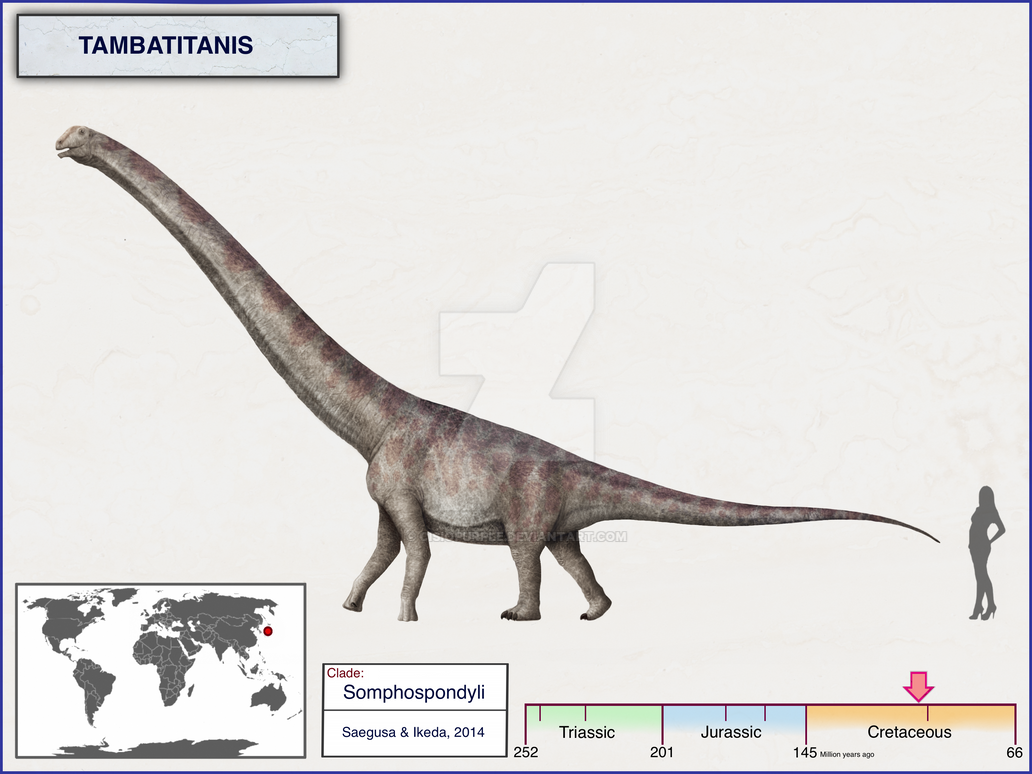 TAMBATITANIS
Clade:
Somphospondyli
Saegusa & Ikeda, 2014
Triassic
Jurassic
Cretaceous
252
201
145
Million years ago
66